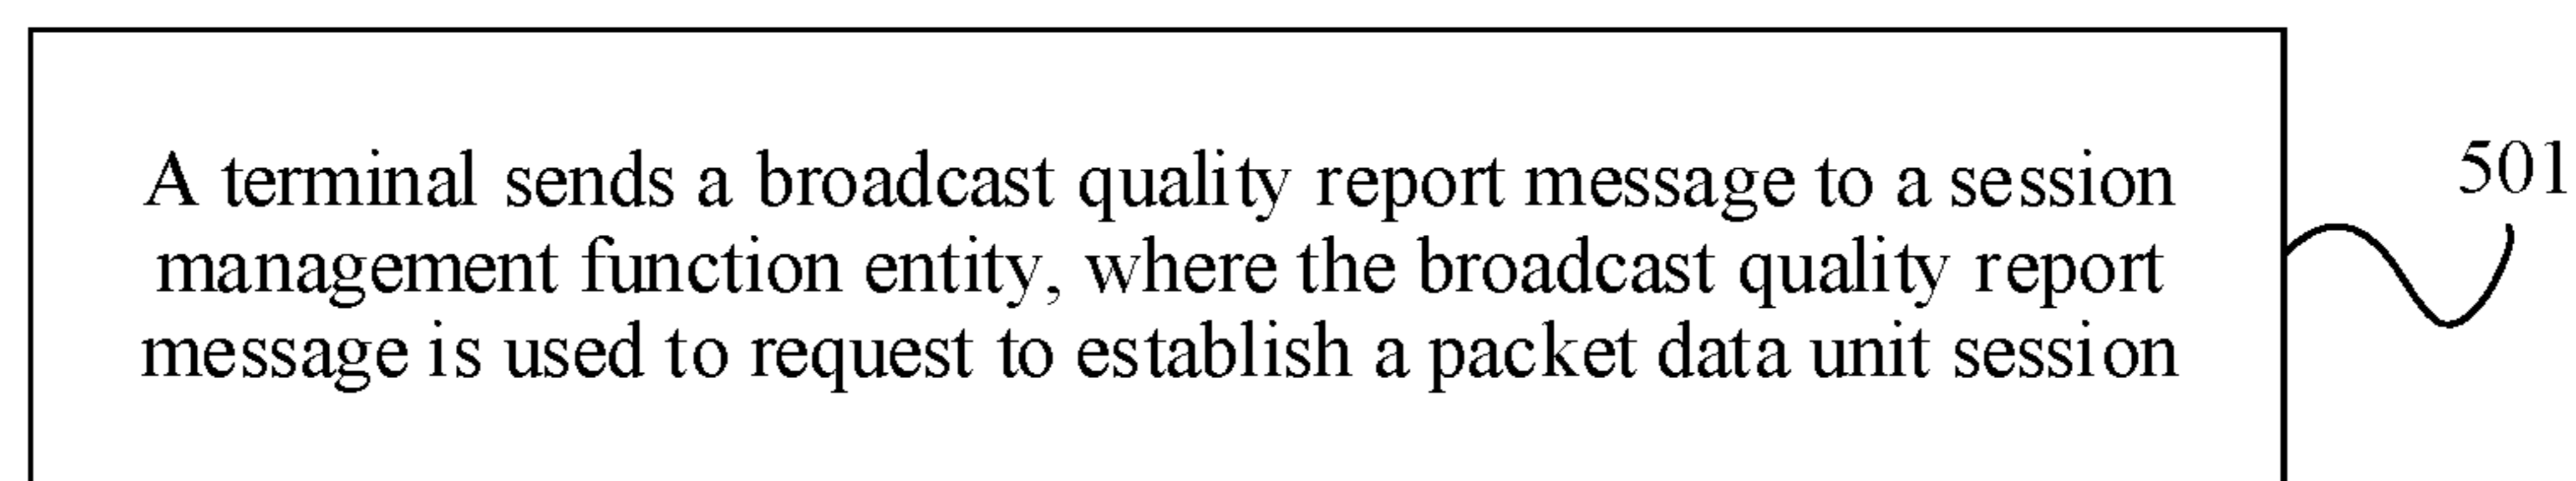 A terminal sends a broadcast quality report message to a session
management function entity, where the broadcast quality report
message is used to request to establish a packet data unit session
501